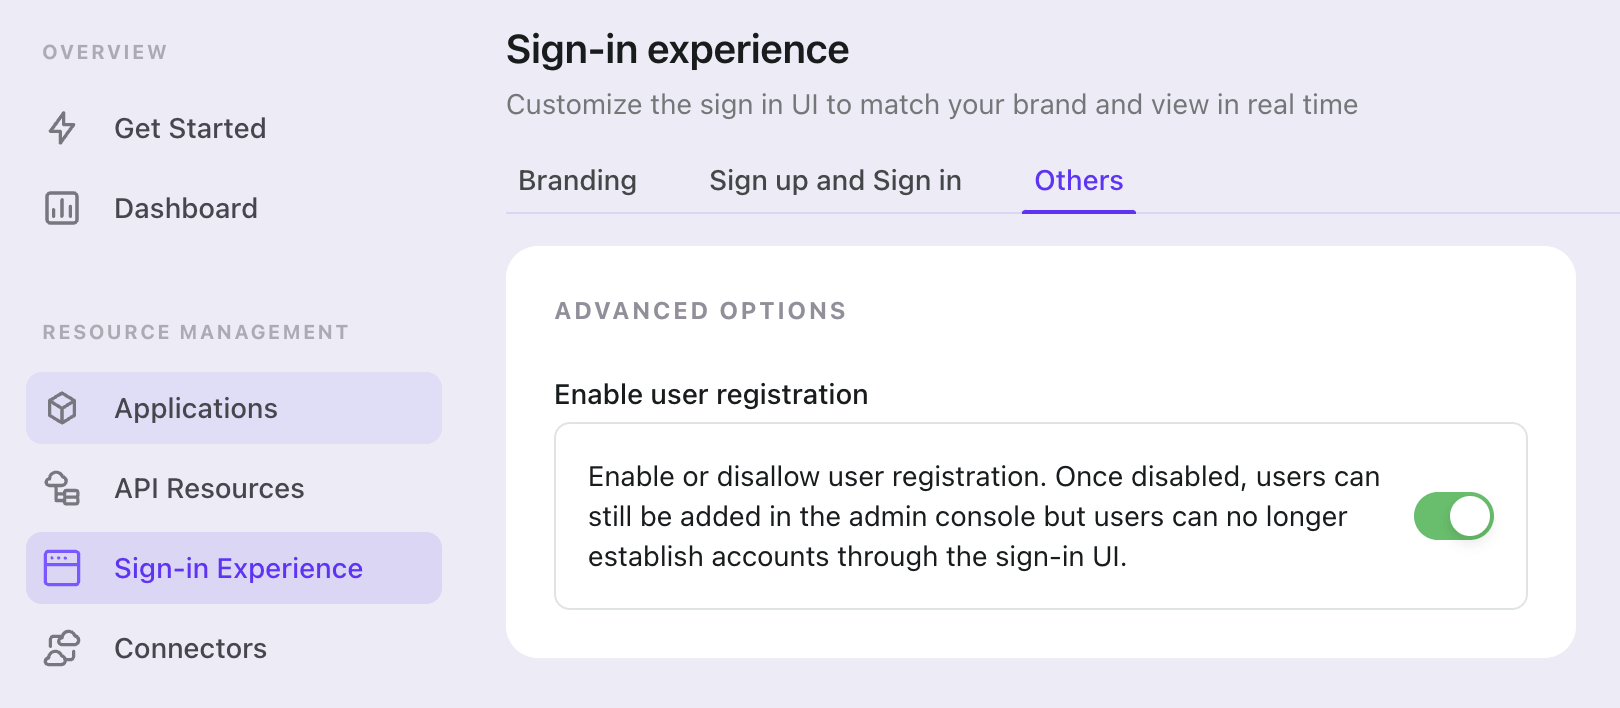 OVERVIEW
Get Started
Dashboard
RESOURCE MANAGEMENT
Applications
API Resources
Sign-in Experience
Connectors
Sign-in experience
Customize the sign in UI to match your brand and view in real time
Branding
Sign up and Sign in
Others
ADVANCED OPTIONS
Enable user registration
Enable or disallow user registration. Once disabled, users can
still be added in the admin console but users can no longer
establish accounts through the sign-in UI.